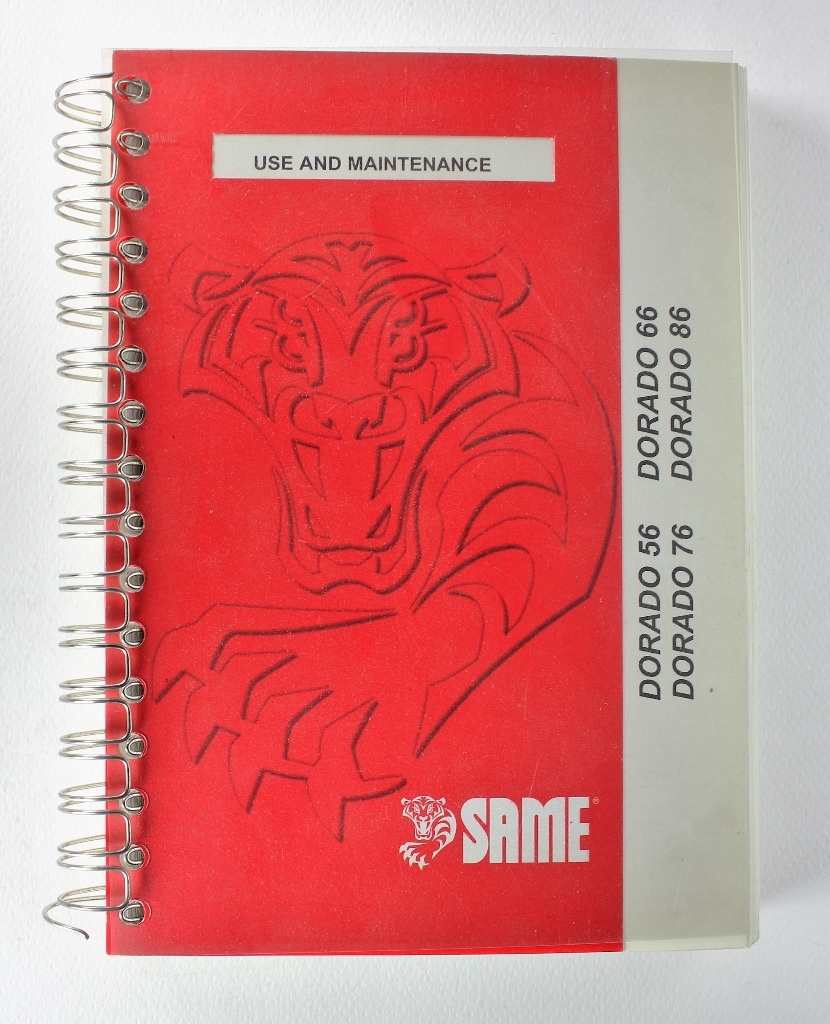 USE AND MAINTENANCE
DORADO 56 DORADO 66
DORADO 76 DORADO 86
SAME®